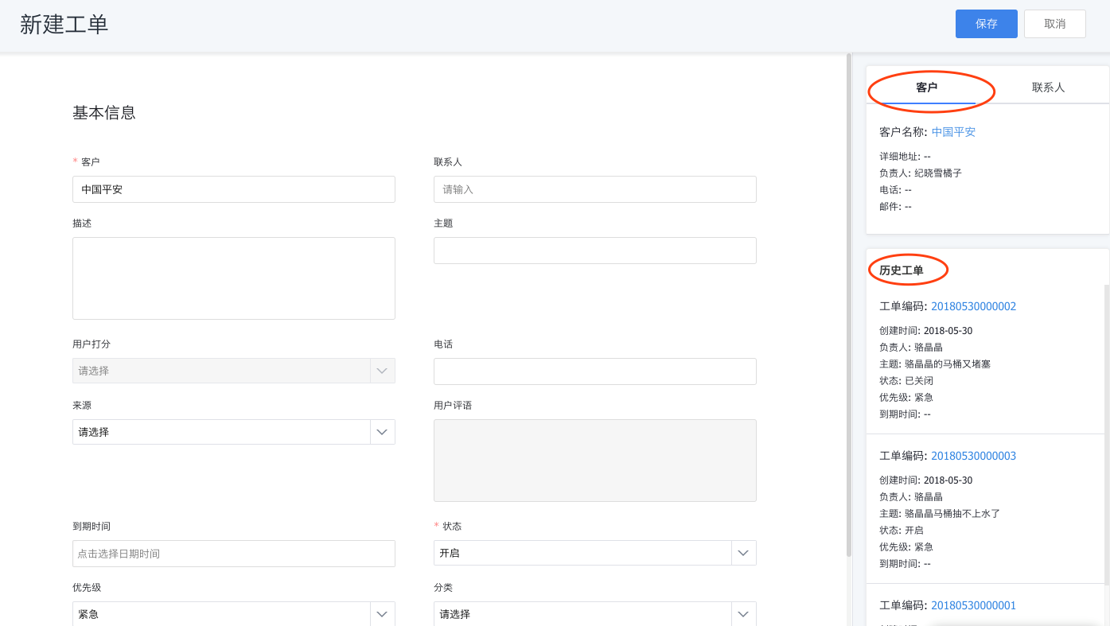 新建工单
保存
取消
基本信息
* 客户
联系人
中国平安
请输入
描述
主题
用户打分
电话
请选择
来源
用户评语
请选择
到期时间
* 状态
点击选择日期时间
开启
优先级
分类
紧急
请选择
客户
联系人
客户名称: 中国平安
详细地址: --
负责人: 纪晓雪橘子
电话: --
邮件: --
历史工单
工单编码: 20180530000002
创建时间: 2018-05-30
负责人: 骆晶晶
主题: 骆晶晶的马桶又堵塞
状态: 已关闭
优先级: 紧急
到期时间: --
工单编码: 20180530000003
创建时间: 2018-05-30
负责人: 骆晶晶
主题: 骆晶晶马桶抽不上水了
状态: 开启
优先级: 紧急
到期时间: --
工单编码: 20180530000001